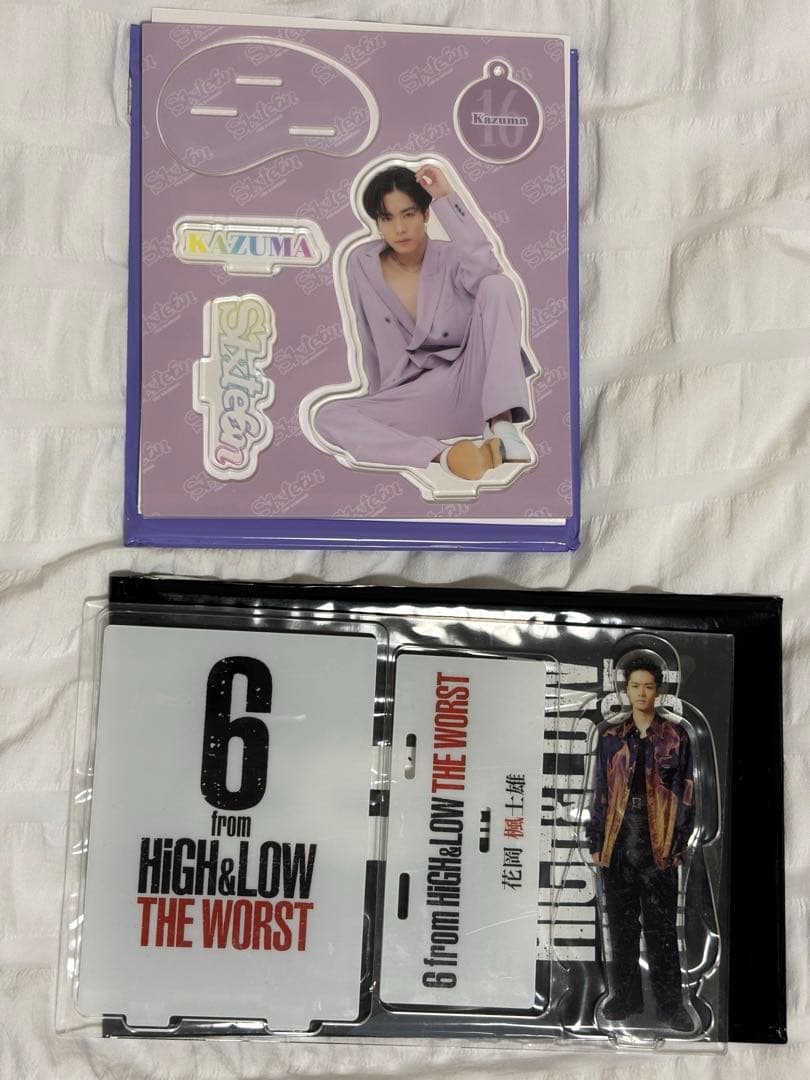 16
Kazuma
KAZUMA
Sixteen
6
from
HiGH&LOW
THE WORST
6 from HiGH&LOW THE WORST
花岡 楓士雄